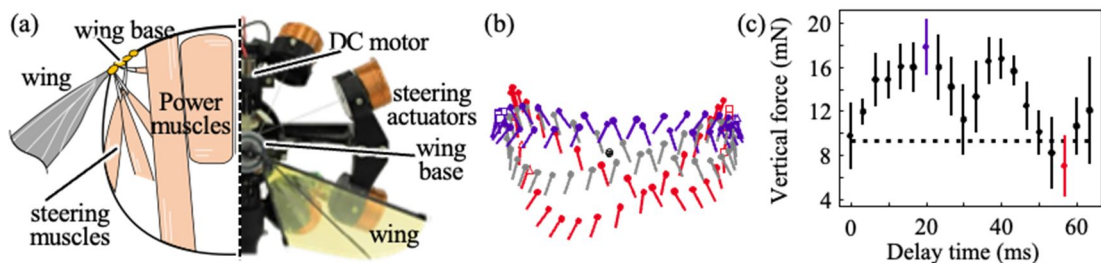 (a)
wing base
wing
Power
muscles
steering
muscles
DC motor
steering
actuators
wing
base
wing
(b)
(c)
Vertical force (mN)
20
16
12
8
4
0
20
40
60
Delay time (ms)